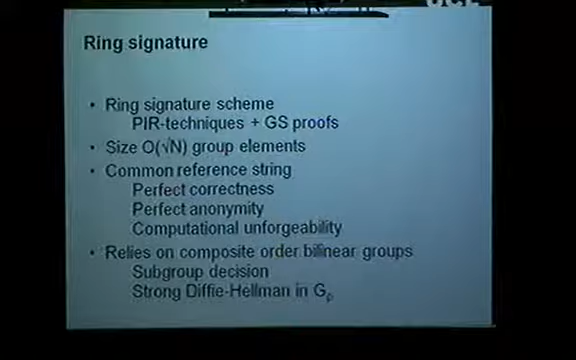 UCL
Ring signature
• Ring signature scheme
PIR-techniques + GS proofs
• Size O(√N) group elements
• Common reference string
Perfect correctness
Perfect anonymity
Computational unforgeability
• Relies on composite order bilinear groups
Subgroup decision
Strong Diffie-Hellman in Gₚ